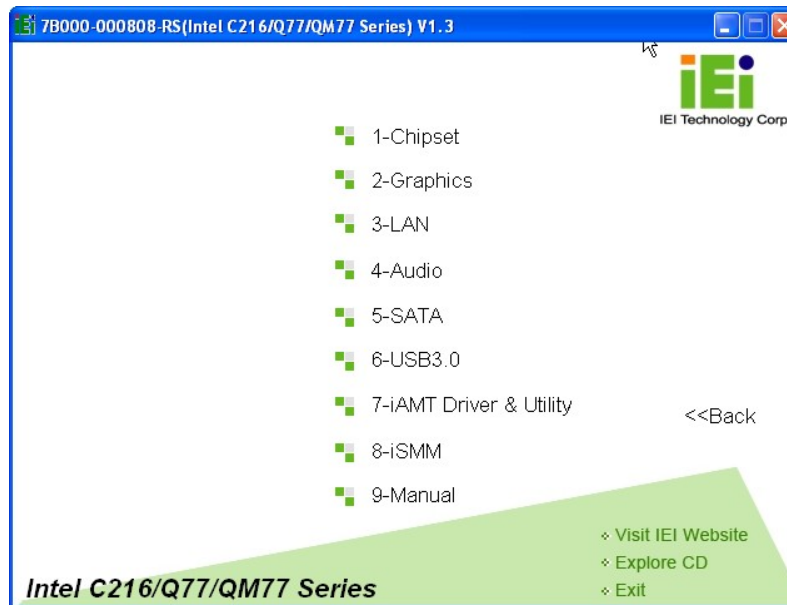 7B000-000808-RS(Intel C216/Q77/QM77 Series) V1.3
iEi
IEI Technology Corp
1-Chipset
2-Graphics
3-LAN
4-Audio
5-SATA
6-USB3.0
7-iAMT Driver & Utility
<<Back
8-iSMM
9-Manual
Visit IEI Website
Explore CD
Exit
Intel C216/Q77/QM77 Series